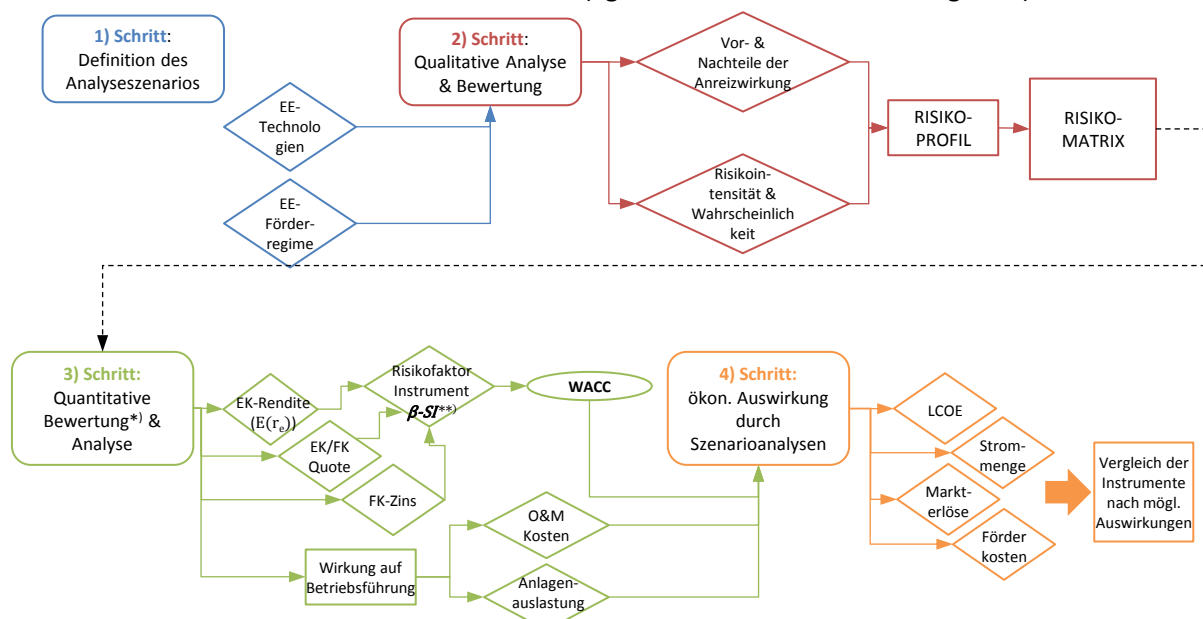 1) Schritt:
Definition des
Analyseszenarios
EE-
Technolo
gien
EE-
Förder-
regime
2) Schritt:
Qualitative Analyse
& Bewertung
Vor- &
Nachteile der
Anreizwirkung
Risikoin-
tensität &
Wahrscheinlich
keit
RISIKO-
PROFIL
RISIKO-
MATRIX
3) Schritt:
Quantitative
Bewertung*) &
Analyse
EK-Rendite
(E(rₑ))
EK/FK
Quote
FK-Zins
Risikofaktor
Instrument
β-SI**)
WACC
Wirkung auf
Betriebsführung
O&M
Kosten
Anlagen-
auslastung
4) Schritt:
ökon. Auswirkung
durch
Szenarioanalysen
LCOE
Strom-
menge
Markt-
erlöse
Förder
kosten
Vergleich der
Instrumente
nach mögl.
Auswirkungen